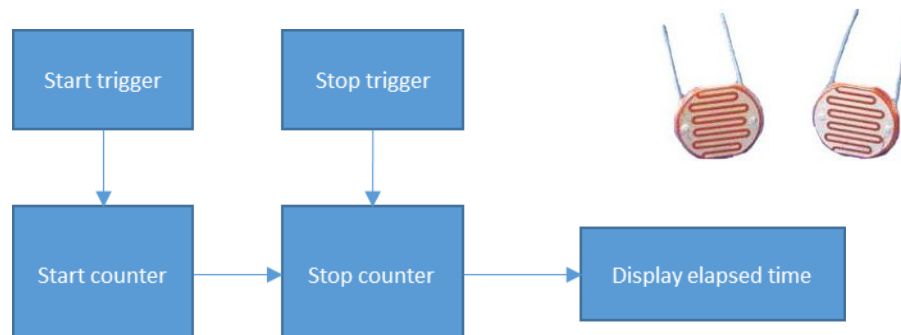 Start trigger
Stop trigger
Start counter
Stop counter
Display elapsed time